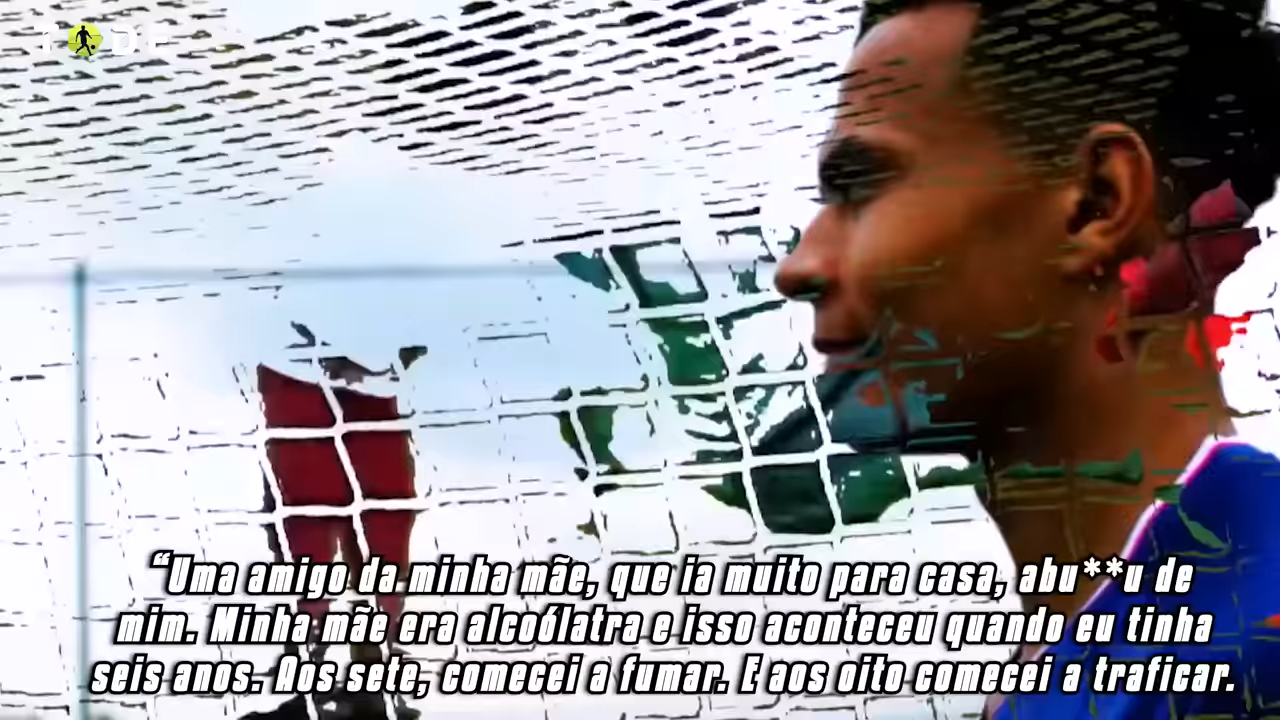 “Uma amigo da minha mãe, que ia muito para casa, abu**u de
mim. Minha mãe era alcoólatra e isso aconteceu quando eu tinha
seis anos. Aos sete, comecei a fumar. E aos oito comecei a traficar.